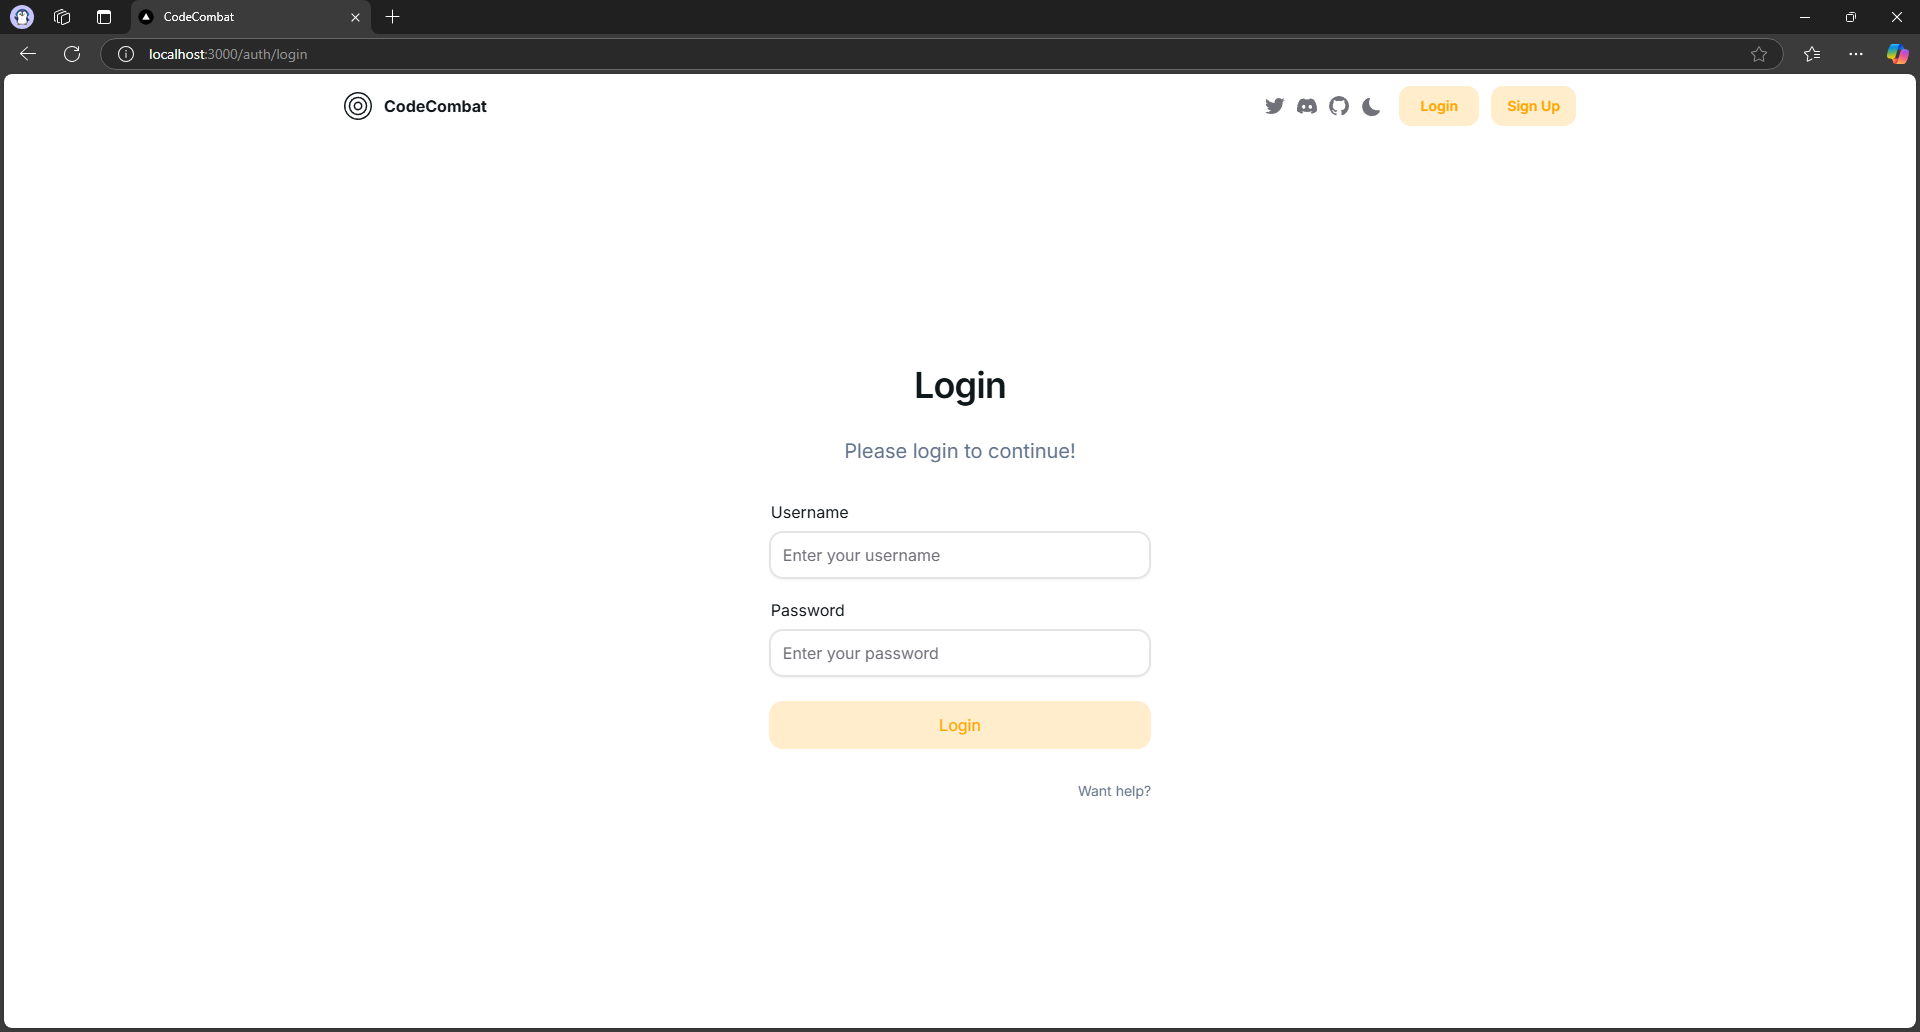 CodeCombat
localhost:3000/auth/login
CodeCombat
Login
Sign Up
Login
Please login to continue!
Username
Enter your username
Password
Enter your password
Login
Want help?